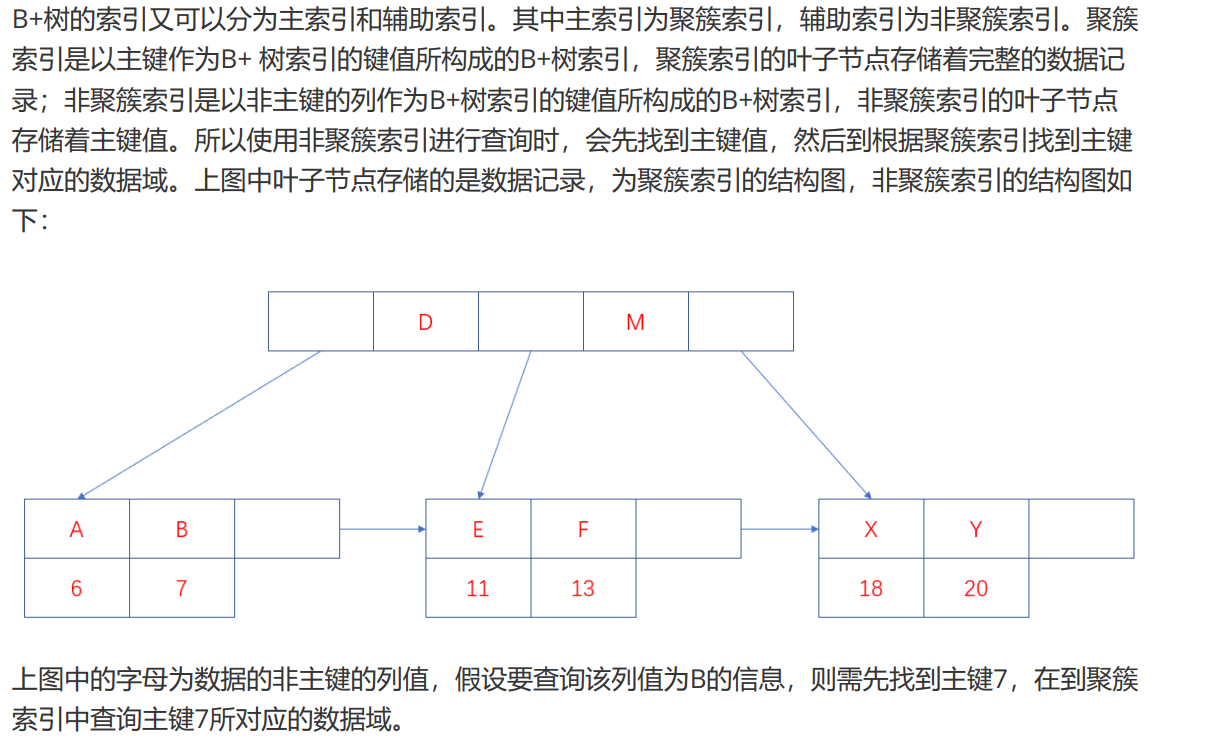 B+树的索引又可以分为主索引和辅助索引。其中主索引为聚簇索引，辅助索引为非聚簇索引。聚簇
索引是以主键作为B+ 树索引的键值所构成的B+树索引，聚簇索引的叶子节点存储着完整的数据记
录；非聚簇索引是以非主键的列作为B+树索引的键值所构成的B+树索引，非聚簇索引的叶子节点
存储着主键值。所以使用非聚簇索引进行查询时，会先找到主键值，然后到根据聚簇索引找到主键
对应的数据域。上图中叶子节点存储的是数据记录，为聚簇索引的结构图，非聚簇索引的结构图如
下：
D M
A B E F X Y
6 7 11 13 18 20
上图中的字母为数据的非主键的列值，假设要查询该列值为B的信息，则需先找到主键7，在到聚簇
索引中查询主键7所对应的数据域。